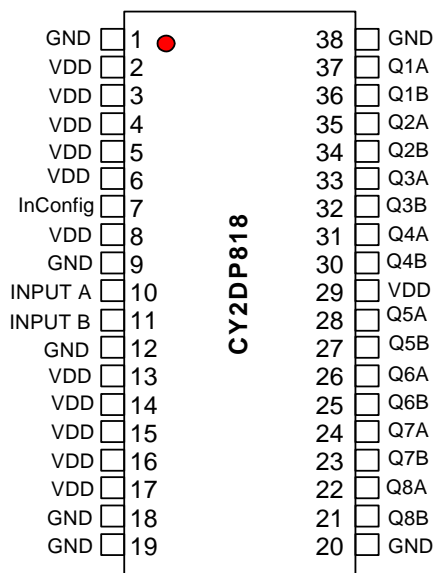 GND 1 38 GND
VDD 2 37 Q1A
VDD 3 36 Q1B
VDD 4 35 Q2A
VDD 5 34 Q2B
VDD 6 33 Q3A
InConfig 7 32 Q3B
VDD 8 31 Q4A
GND 9 30 Q4B
INPUT A 10 29 VDD
INPUT B 11 28 Q5A
GND 12 27 Q5B
VDD 13 26 Q6A
VDD 14 25 Q6B
VDD 15 24 Q7A
VDD 16 23 Q7B
VDD 17 22 Q8A
GND 18 21 Q8B
GND 19 20 GND
CY2DP818